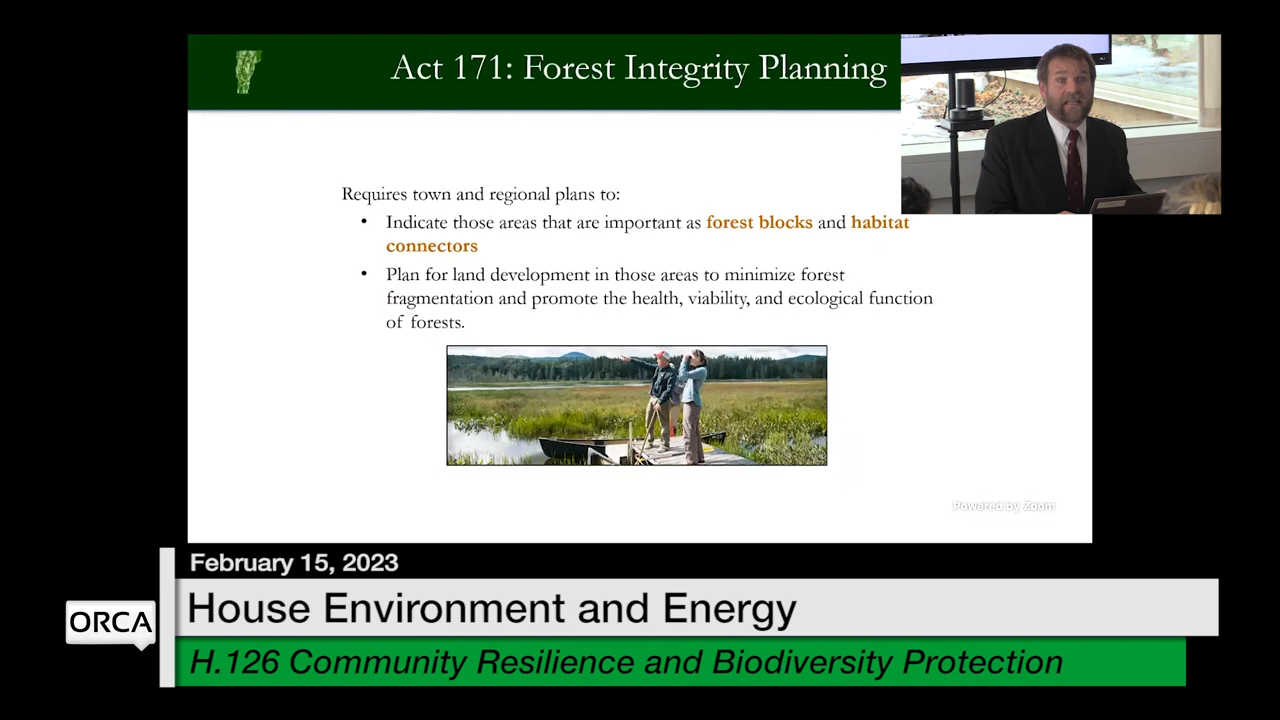 Act 171: Forest Integrity Planning
Requires town and regional plans to:
• Indicate those areas that are important as forest blocks and habitat
connectors
• Plan for land development in those areas to minimize forest
fragmentation and promote the health, viability, and ecological function
of forests.
Powered by Zoom
February 15, 2023
House Environment and Energy
ORCA
H.126 Community Resilience and Biodiversity Protection